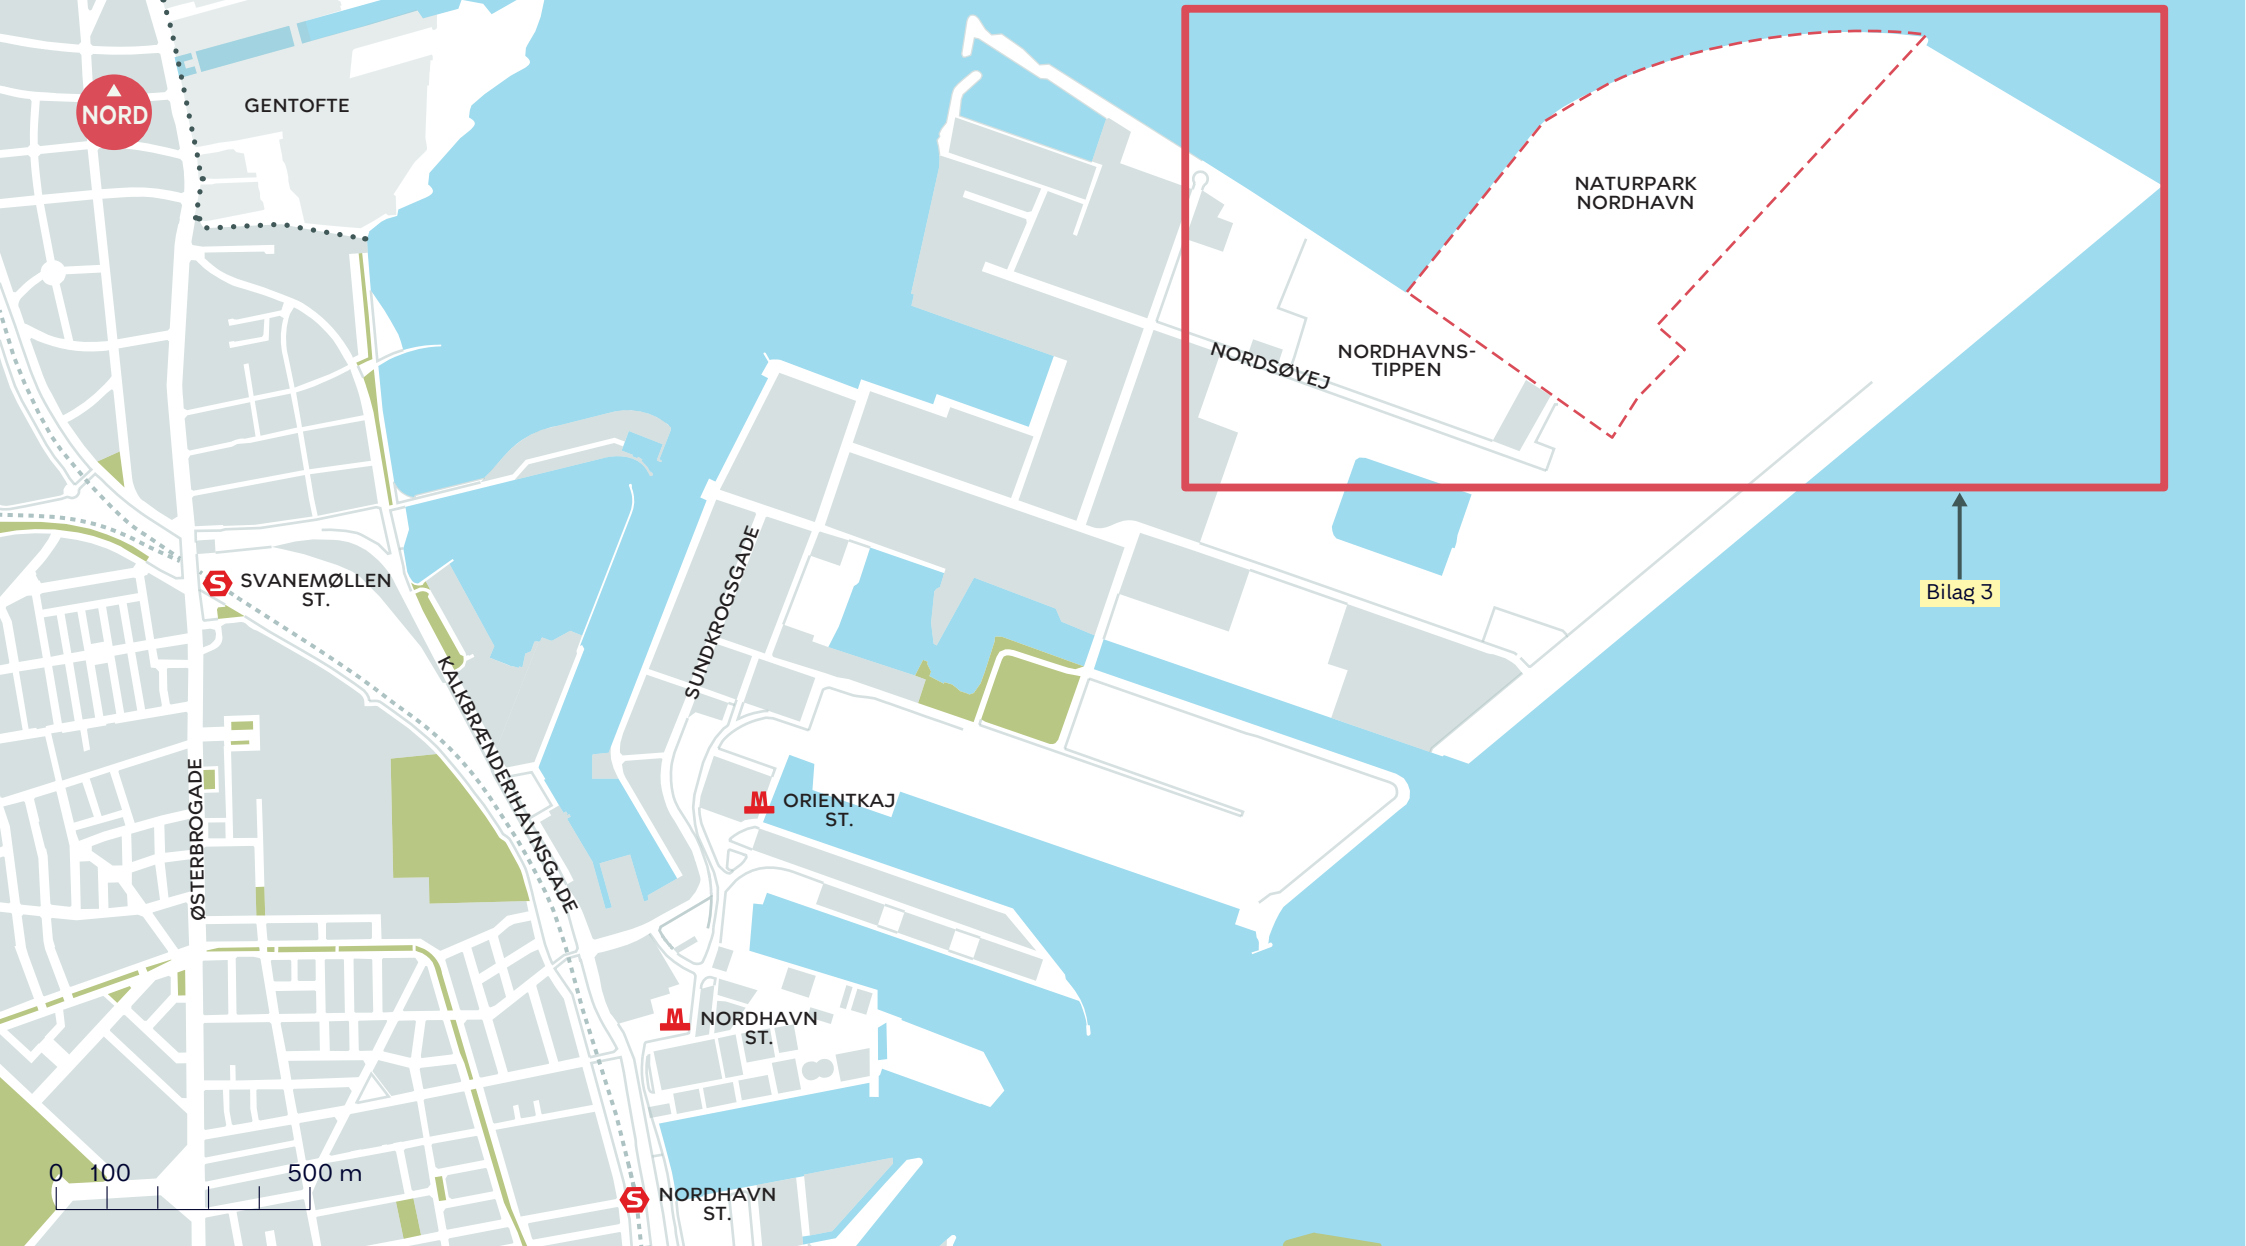 NORD
GENTOFTE
NATURPARK
NORDHAVN
NORDSØVEJ
NORDHAVNS-
TIPPEN
SVANEMØLLEN
ST.
Bilag 3
SUNDKROGSGADE
KALKBRÆNDERIHAVNSGADE
ØSTERBROGADE
ORIENTKAJ
ST.
NORDHAVN
ST.
0 100 500 m
NORDHAVN
ST.
S
S
M
M